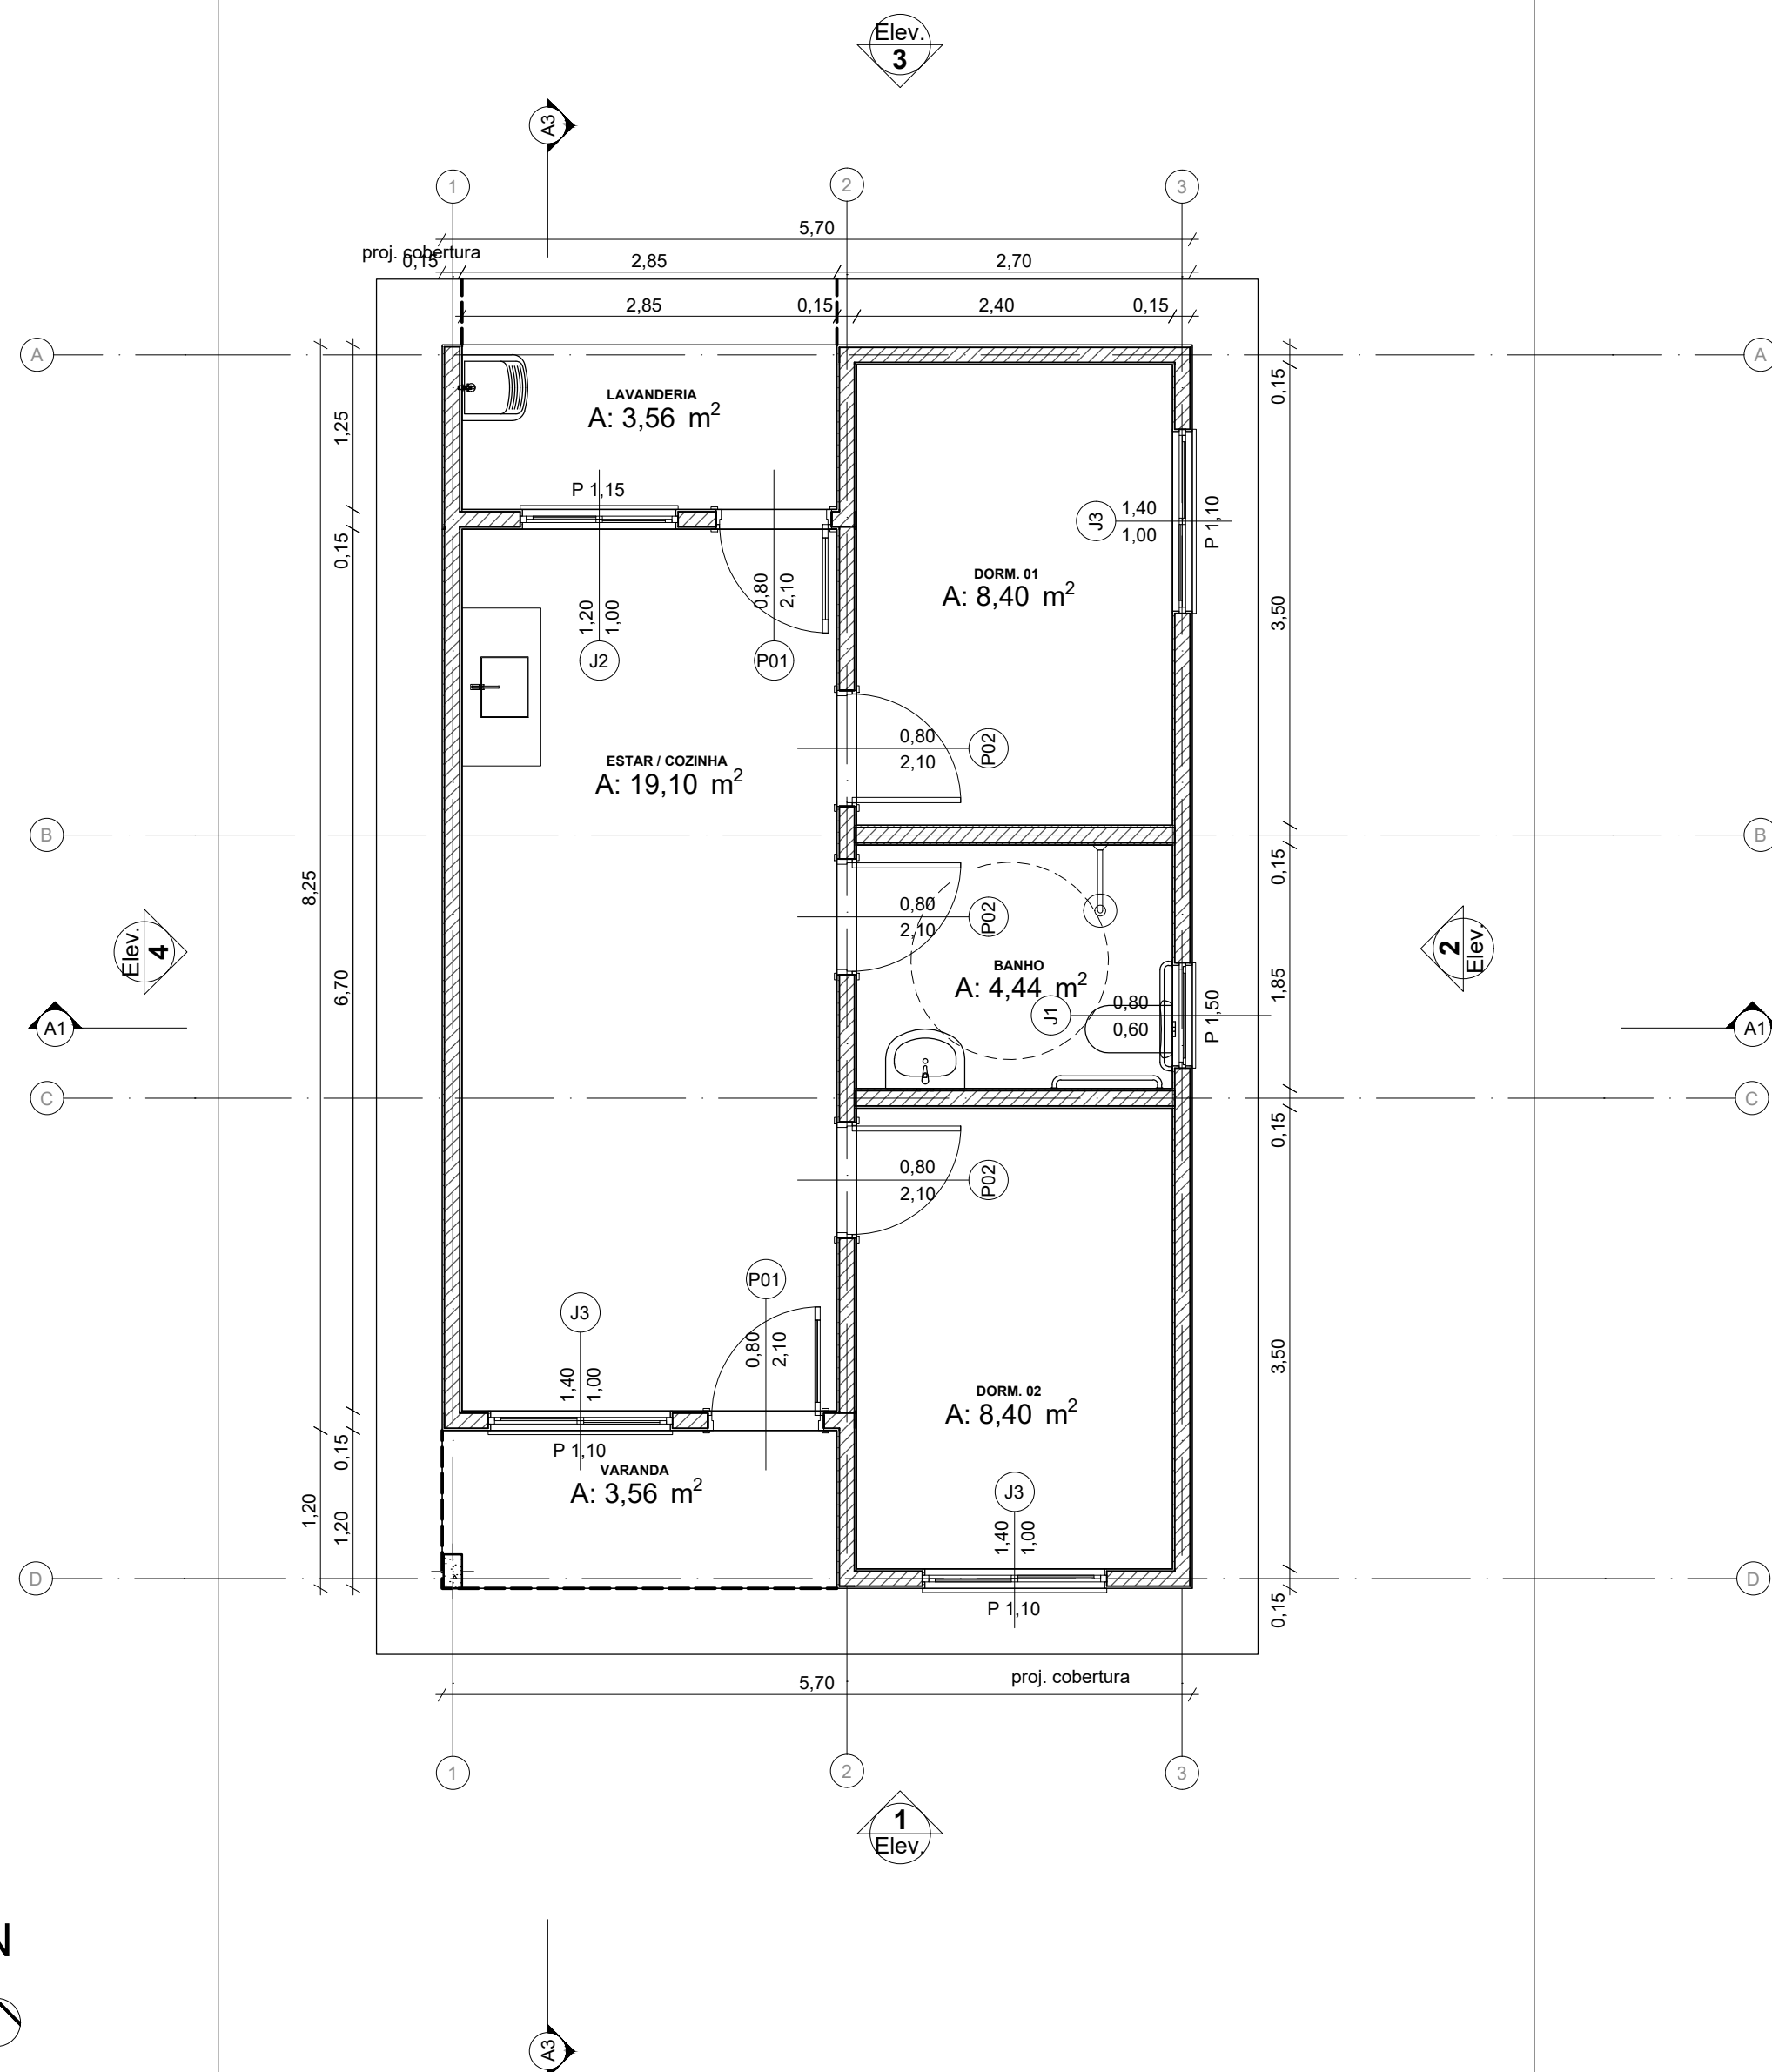 Elev.
3
A3
1
2
3
5,70
proj. cobertura
0,15
2,85
2,70
2,85
0,15
2,40
0,15
A
A
LAVANDERIA
A: 3,56 m²
0,15
1,25
P 1,15
J3
1,40
1,00
P 1,10
0,15
DORM. 01
A: 8,40 m²
0,80
2,10
1,20
1,00
3,50
J2
P01
0,80
2,10
P02
ESTAR / COZINHA
A: 19,10 m²
B
B
8,25
0,15
0,80
2,10
P02
Elev.
4
2
Elev.
BANHO
A: 4,44 m²
6,70
1,85
J1
0,80
0,60
P 1,50
A1
A1
C
C
0,15
0,80
2,10
P02
P01
J3
0,80
2,10
1,40
1,00
3,50
DORM. 02
A: 8,40 m²
P 1,10
0,15
VARANDA
A: 3,56 m²
J3
1,20
1,20
1,40
1,00
D
D
P 1,10
0,15
proj. cobertura
5,70
1
2
3
1
Elev.
N
A3